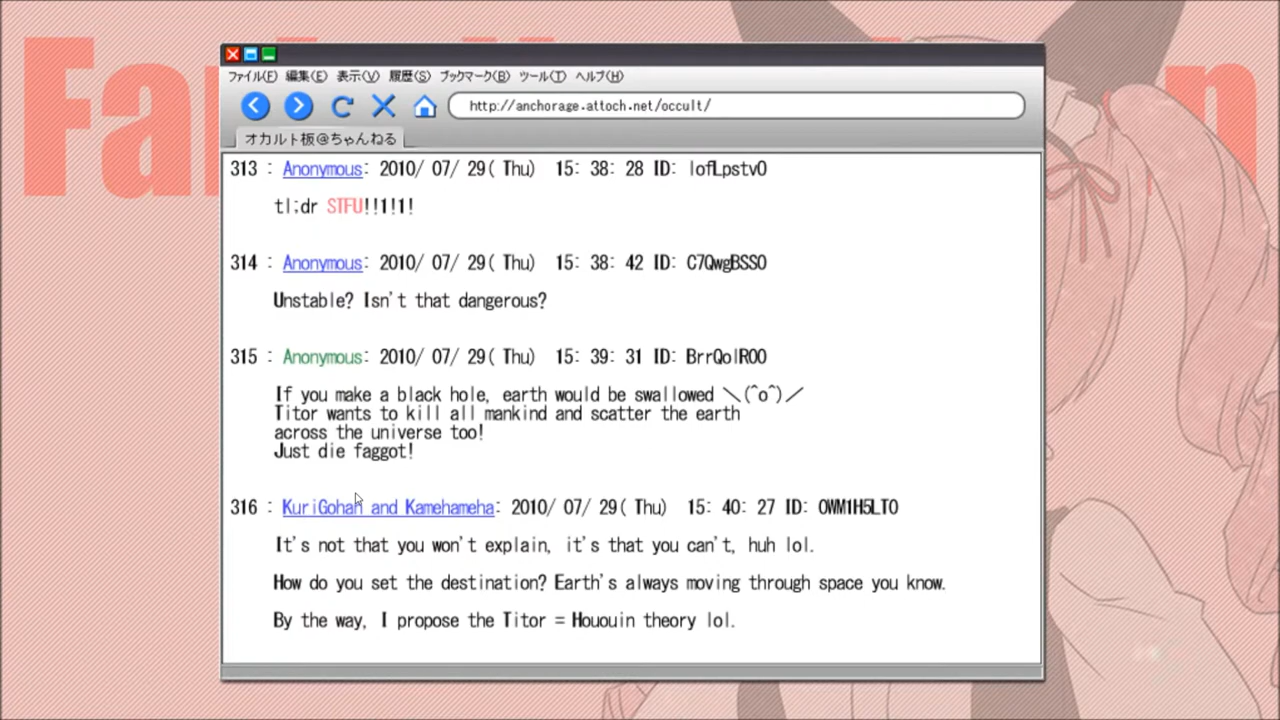 ファイル(F) 編集(E) 表示(V) 履歴(S) ブックマーク(B) ツール(T) ヘルプ(H)
http://anchorage.attoch.net/occult/
オカルト板@ちゃんねる
313 : Anonymous: 2010/ 07/ 29( Thu) 15: 38: 28 ID: lofLpstv0
tl;dr STFU!!1!1!
314 : Anonymous: 2010/ 07/ 29( Thu) 15: 38: 42 ID: C7QwgBSS0
Unstable? Isn't that dangerous?
315 : Anonymous: 2010/ 07/ 29( Thu) 15: 39: 31 ID: BrrQolR00
If you make a black hole, earth would be swallowed ＼(^o^)／
Titor wants to kill all mankind and scatter the earth
across the universe too!
Just die faggot!
316 : KuriGohan and Kamehameha: 2010/ 07/ 29( Thu) 15: 40: 27 ID: OWM1H5LT0
It's not that you won't explain, it's that you can't, huh lol.
How do you set the destination? Earth's always moving through space you know.
By the way, I propose the Titor = Hououin theory lol.